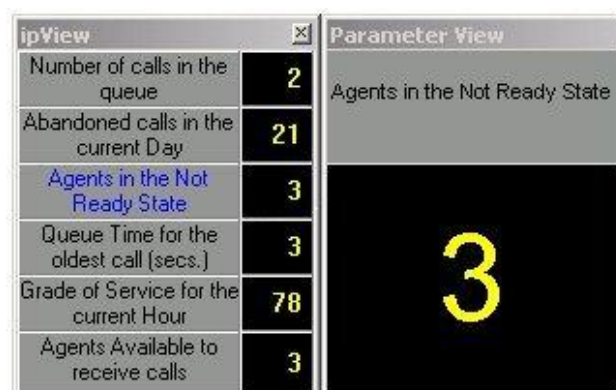 ipView
Number of calls in the
queue
2
Abandoned calls in the
current Day
21
Agents in the Not
Ready State
3
Queue Time for the
oldest call (secs.)
3
Grade of Service for the
current Hour
78
Agents Available to
receive calls
3
Parameter View
Agents in the Not Ready State
3